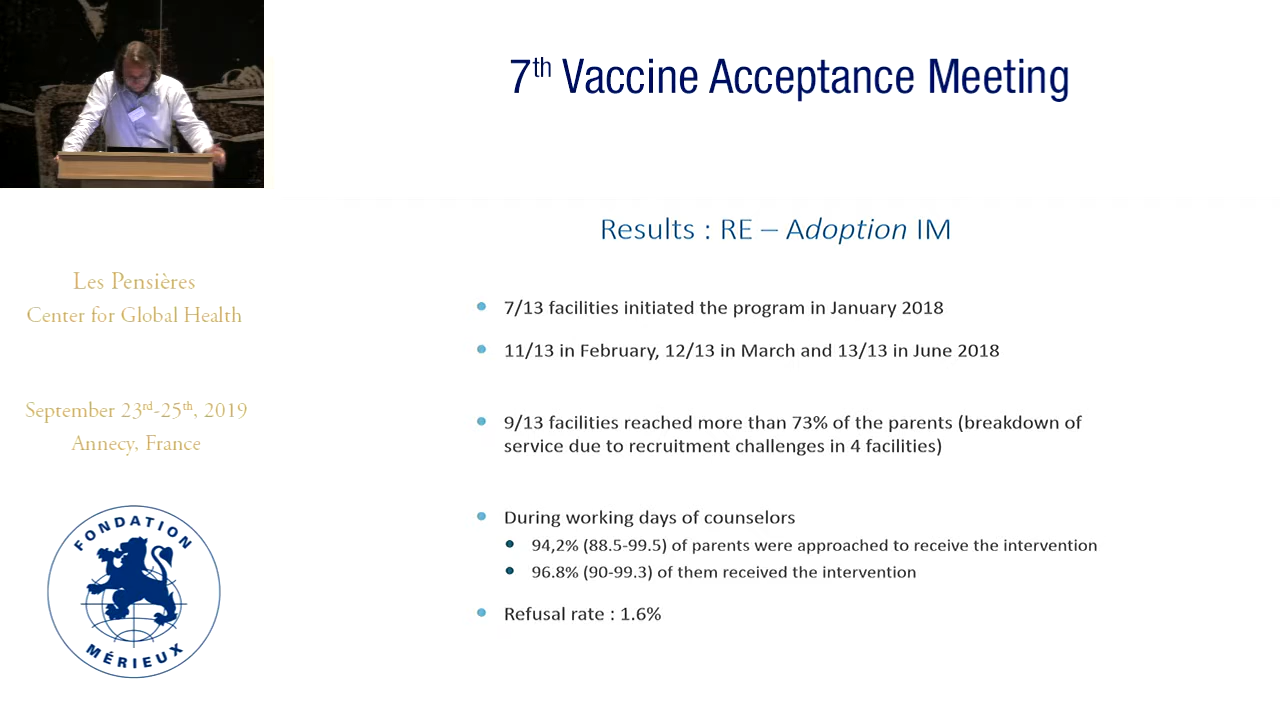 7th Vaccine Acceptance Meeting
Results : RE – Adoption IM
Les Pensières
Center for Global Health
September 23rd-25th, 2019
Annecy, France
FONDATION
MÉRIEUX
7/13 facilities initiated the program in January 2018
11/13 in February, 12/13 in March and 13/13 in June 2018
9/13 facilities reached more than 73% of the parents (breakdown of
service due to recruitment challenges in 4 facilities)
During working days of counselors
94,2% (88.5-99.5) of parents were approached to receive the intervention
96.8% (90-99.3) of them received the intervention
Refusal rate : 1.6%